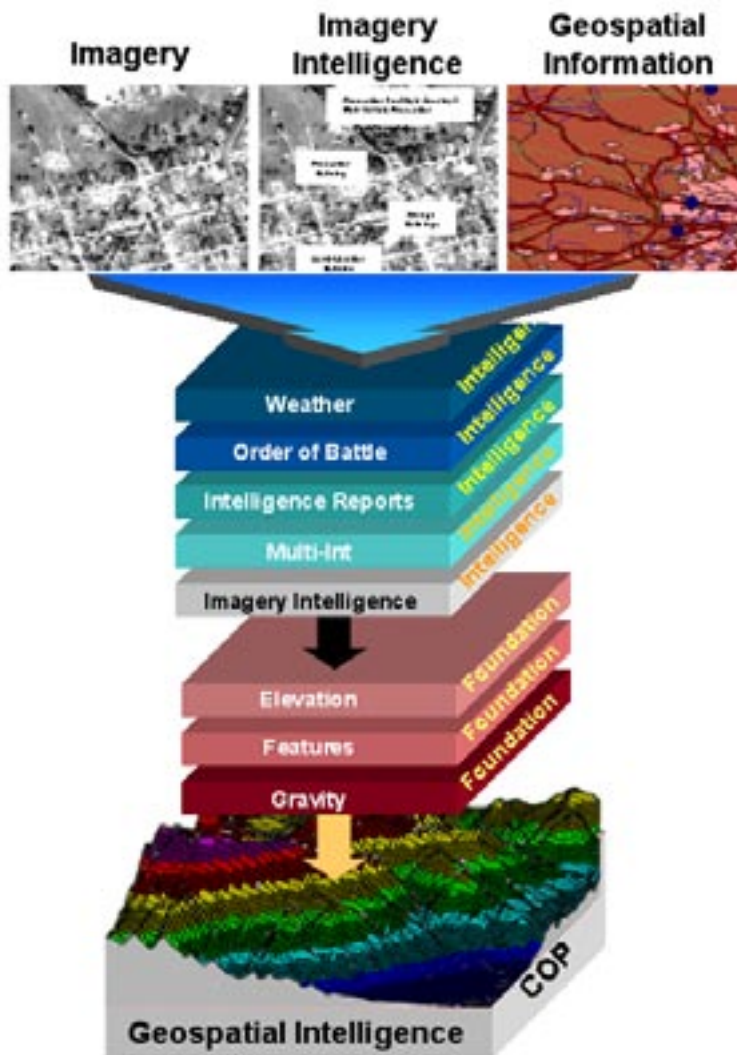 Imagery
Imagery
Intelligence
Geospatial
Information
Weather
Intelligen
Order of Battle
Intelligence
Intelligence Reports
Intelligence
Multi-Int
Intelligence
Imagery Intelligence
Intelligence
Elevation
Foundation
Features
Foundation
Gravity
Foundation
COP
Geospatial Intelligence